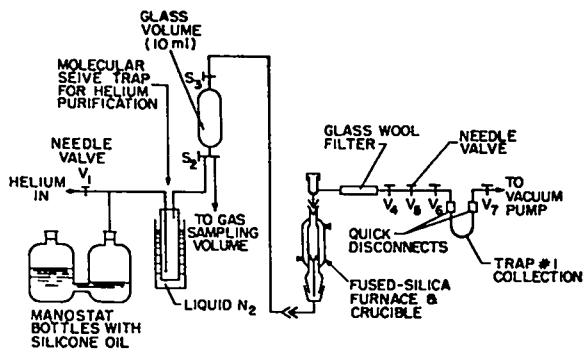 GLASS
VOLUME
(10 ml)
MOLECULAR
SEIVE TRAP
FOR HELIUM
PURIFICATION
S3
NEEDLE
VALVE
V1
HELIUM
IN
S2
TO GAS
SAMPLING
VOLUME
LIQUID N2
MANOSTAT
BOTTLES WITH
SILICONE OIL
GLASS WOOL
FILTER
NEEDLE
VALVE
V4
V5
V6
V7
TO
VACUUM
PUMP
QUICK
DISCONNECTS
TRAP #1
COLLECTION
FUSED-SILICA
FURNACE &
CRUCIBLE